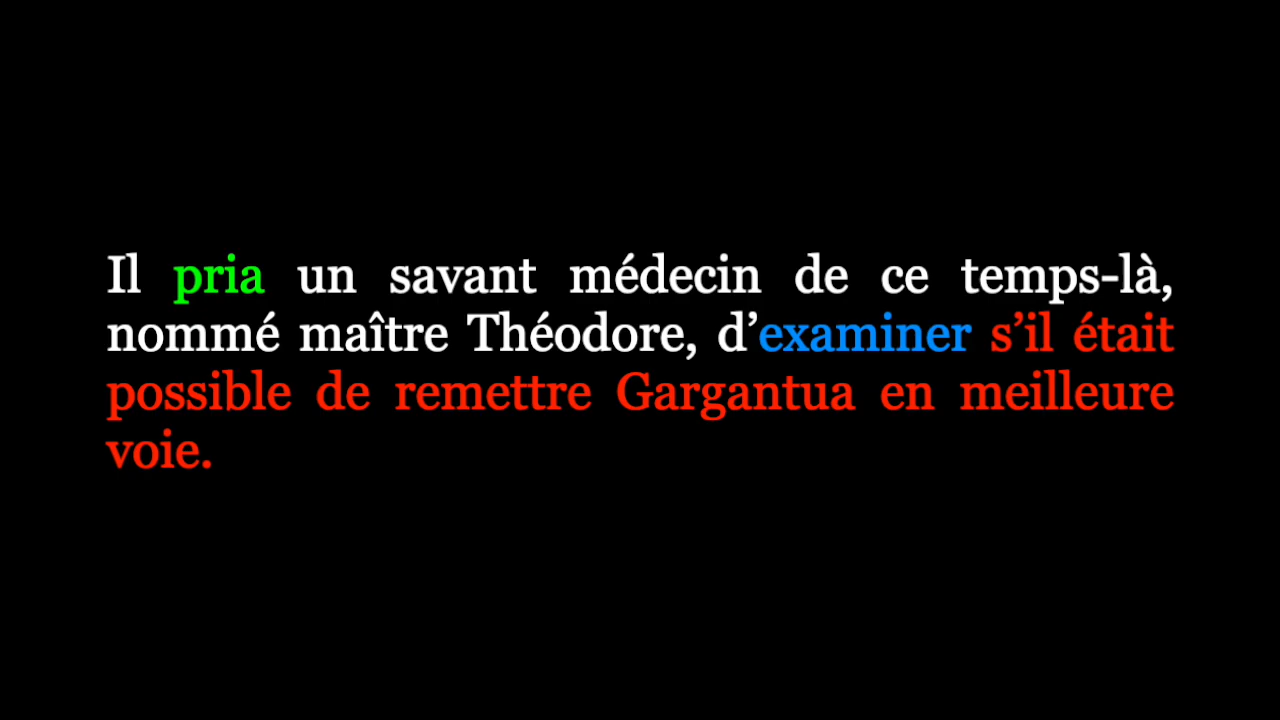 Il pria un savant médecin de ce temps-là,
nommé maître Théodore, d’examiner s’il était
possible de remettre Gargantua en meilleure
voie.